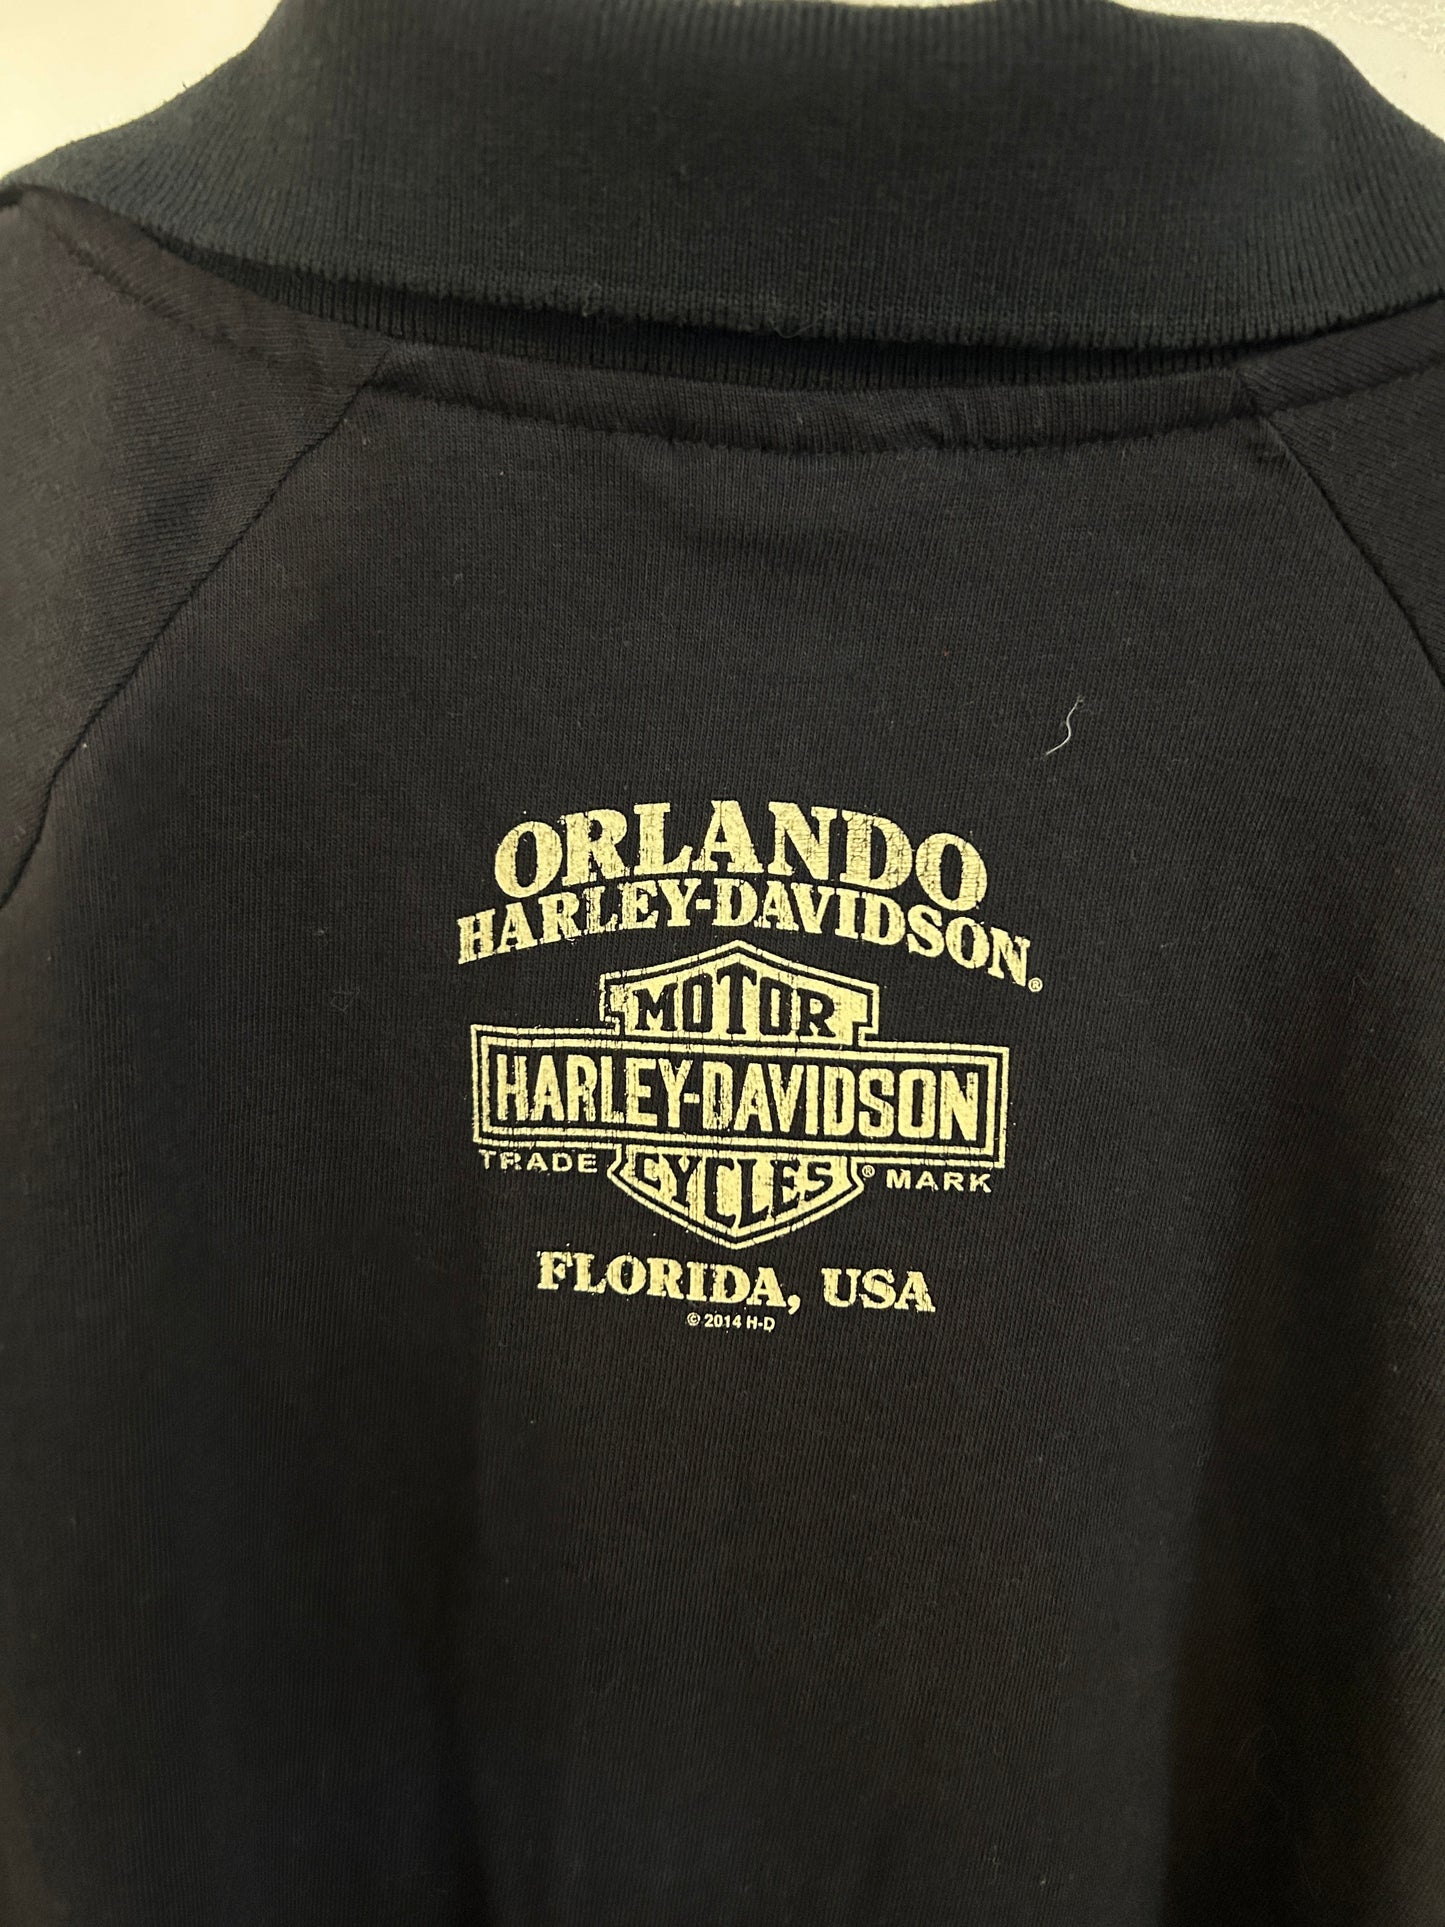 ORLANDO
HARLEY-DAVIDSON®
MOTOR
HARLEY-DAVIDSON
TRADE CYCLES® MARK
FLORIDA, USA
© 2014 H-D